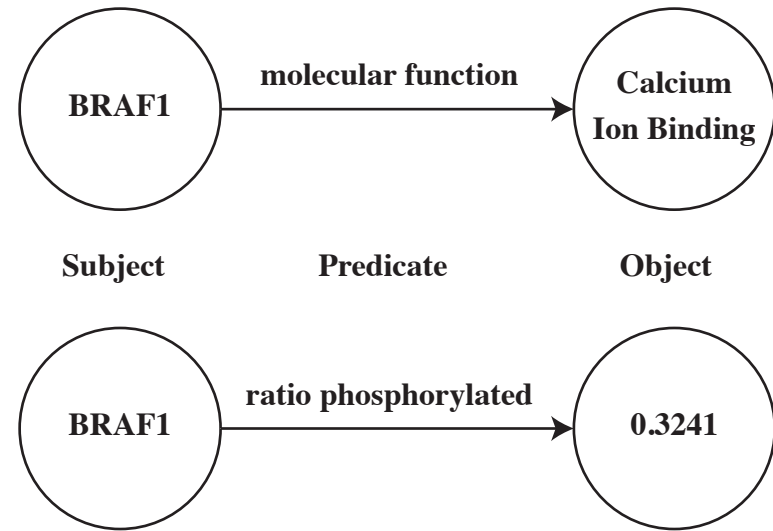 BRAF1
molecular function
Calcium
Ion Binding
Subject
Predicate
Object
BRAF1
ratio phosphorylated
0.3241